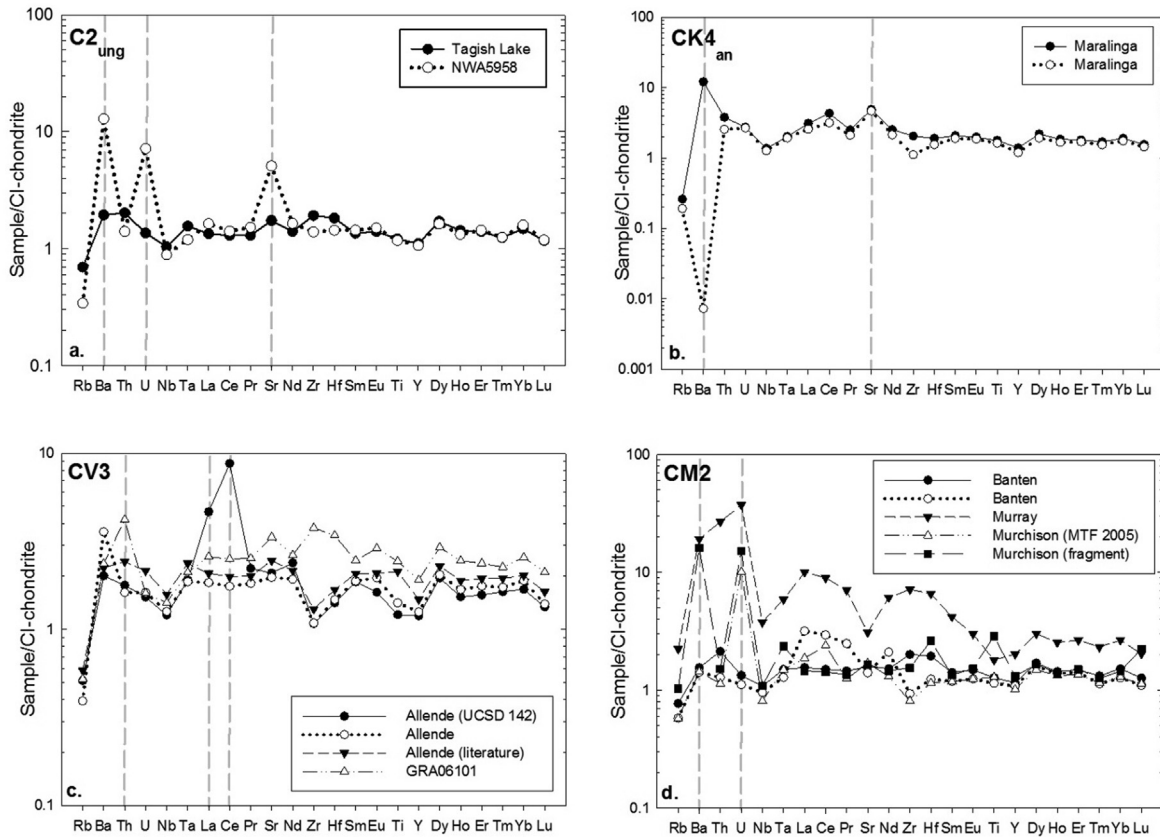 C2ung
Tagish Lake
NWA5958
100
10
1
0.1
Sample/CI-chondrite
a.
Rb Ba Th U Nb Ta La Ce Pr Sr Nd Zr Hf Sm Eu Ti Y Dy Ho Er Tm Yb Lu
CK4an
Maralinga
Maralinga
100
10
1
0.1
0.01
0.001
Sample/CI-chondrite
b.
Rb Ba Th U Nb Ta La Ce Pr Sr Nd Zr Hf Sm Eu Ti Y Dy Ho Er Tm Yb Lu
CV3
10
1
0.1
Sample/CI-chondrite
Allende (UCSD 142)
Allende
Allende (literature)
GRA06101
c.
Rb Ba Th U Nb Ta La Ce Pr Sr Nd Zr Hf Sm Eu Ti Y Dy Ho Er Tm Yb Lu
CM2
Banten
Banten
Murray
Murchison (MTF 2005)
Murchison (fragment)
100
10
1
0.1
Sample/CI-chondrite
d.
Rb Ba Th U Nb Ta La Ce Pr Sr Nd Zr Hf Sm Eu Ti Y Dy Ho Er Tm Yb Lu